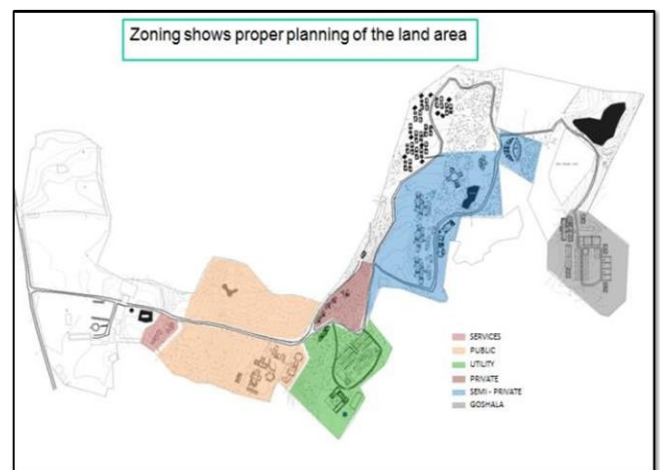 Zoning shows proper planning of the land area
SERVICES
PUBLIC
UTILITY
PRIVATE
SEMI - PRIVATE
GOSHALA